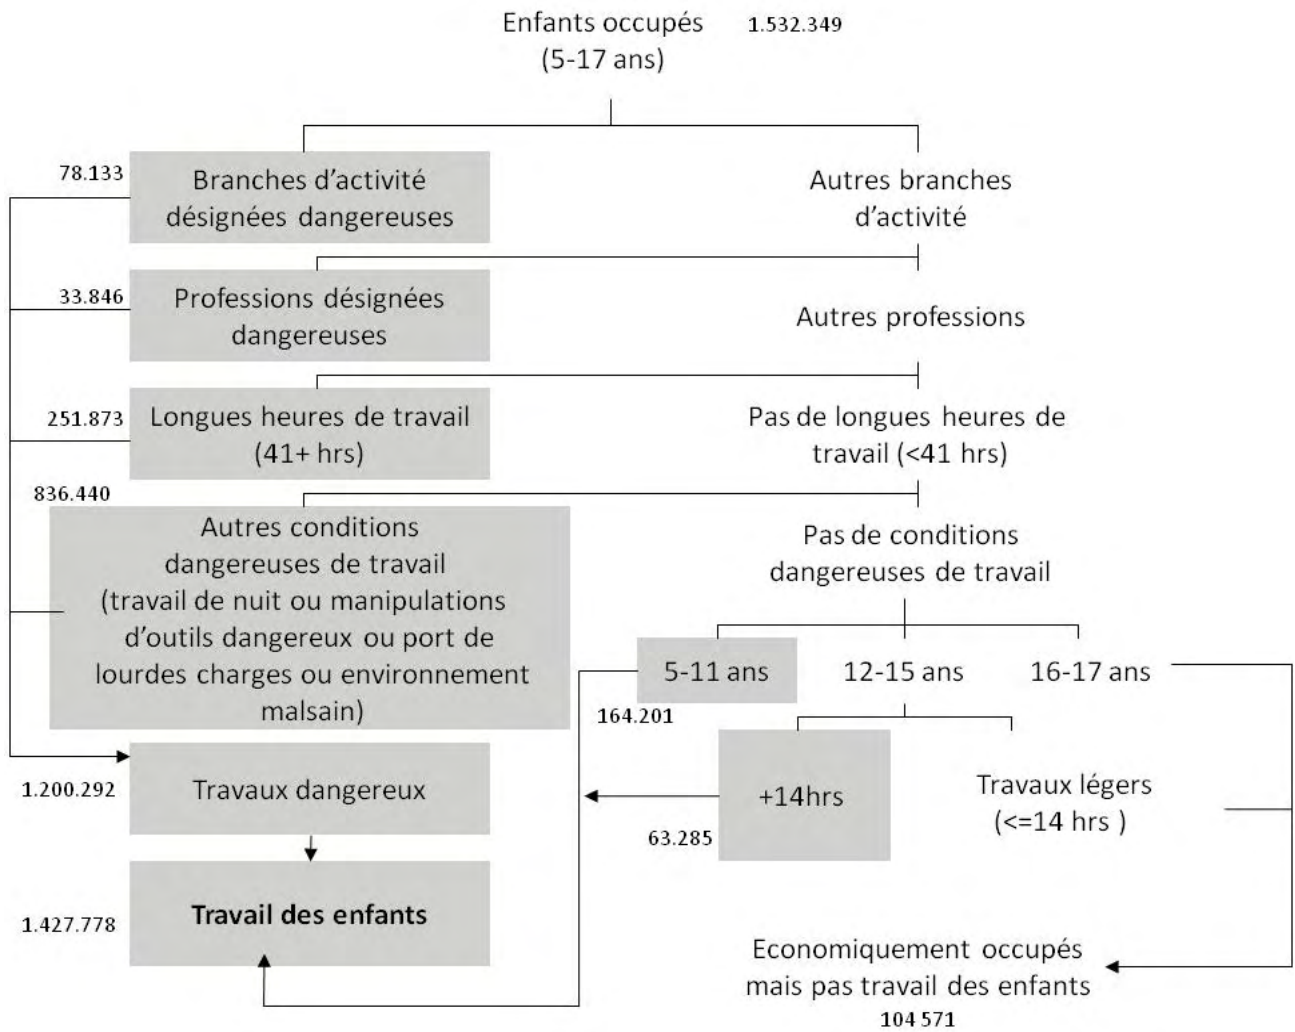 Enfants occupés 1.532.349
(5-17 ans)
78.133
Branches d’activité
désignées dangereuses
Autres branches
d’activité
33.846
Professions désignées
dangereuses
Autres professions
251.873
Longues heures de travail
(41+ hrs)
Pas de longues heures de
travail (<41 hrs)
836.440
Autres conditions
dangereuses de travail
(travail de nuit ou manipulations
d’outils dangereux ou port de
lourdes charges ou environnement
malsain)
Pas de conditions
dangereuses de travail
5-11 ans 12-15 ans 16-17 ans
164.201
1.200.292
Travaux dangereux
+14hrs
63.285
Travaux légers
(<=14 hrs )
1.427.778
Travail des enfants
Economiquement occupés
mais pas travail des enfants
104 571